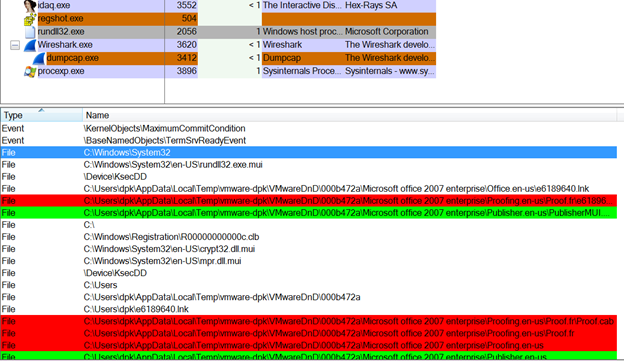 idaq.exe 3552 < 1 The Interactive Dis... Hex-Rays SA
regshot.exe 504
rundll32.exe 2056 1 Windows host proc... Microsoft Corporation
Wireshark.exe 3620 < 1 Wireshark The Wireshark develo...
dumpcap.exe 3412 < 1 Dumpcap The Wireshark develo...
procexp.exe 3896 1 Sysinternals Proce... Sysinternals - www.sy...
Type Name
Event \KernelObjects\MaximumCommitCondition
Event \BaseNamedObjects\TermSrvReadyEvent
File C:\Windows\System32
File C:\Windows\System32\en-US\rundll32.exe.mui
File \Device\KsecDD
File C:\Users\dpk\AppData\Local\Temp\vmware-dpk\VMwareDnD\000b472a\Microsoft office 2007 enterprise\Office.en-us\e6189640.lnk
File C:\Users\dpk\AppData\Local\Temp\vmware-dpk\VMwareDnD\000b472a\Microsoft office 2007 enterprise\Proofing.en-us\Proof.fr\e61896
File C:\Users\dpk\AppData\Local\Temp\vmware-dpk\VMwareDnD\000b472a\Microsoft office 2007 enterprise\Publisher.en-us\PublisherMUI....
File C:\
File C:\Windows\Registration\R00000000000c.clb
File C:\Windows\System32\en-US\crypt32.dll.mui
File C:\Windows\System32\en-US\mpr.dll.mui
File \Device\KsecDD
File C:\Users
File C:\Users\dpk\AppData\Local\Temp\vmware-dpk\VMwareDnD\000b472a
File C:\Users\dpk\e6189640.lnk
File C:\Users\dpk\AppData\Local\Temp\vmware-dpk\VMwareDnD\000b472a\Microsoft office 2007 enterprise\Proofing.en-us\Proof.fr\Proof.cab
File C:\Users\dpk\AppData\Local\Temp\vmware-dpk\VMwareDnD\000b472a\Microsoft office 2007 enterprise\Proofing.en-us\Proof.fr
File C:\Users\dpk\AppData\Local\Temp\vmware-dpk\VMwareDnD\000b472a\Microsoft office 2007 enterprise\Proofing.en-us
File C:\Users\dpk\AppData\Local\Temp\vmware-dpk\VMwareDnD\000b472a\Microsoft office 2007 enterprise\Publisher.en-us